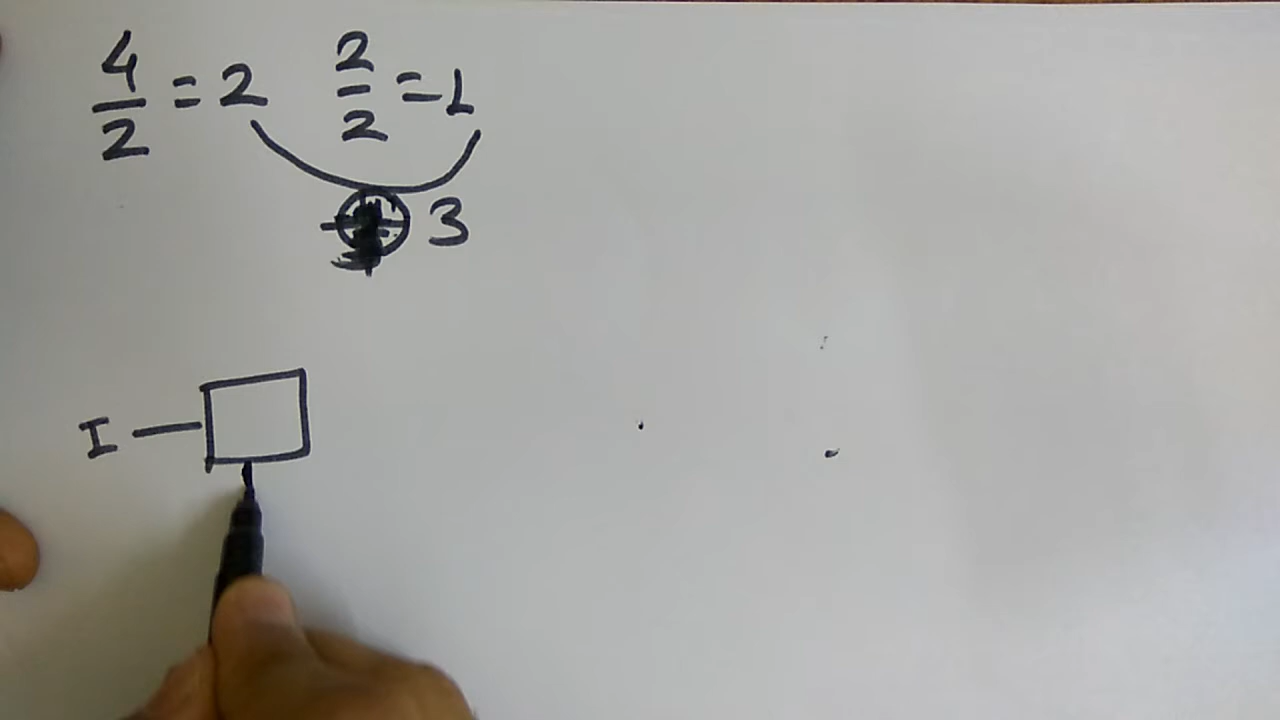 4/2 = 2 2/2 = 1
+ 3
I